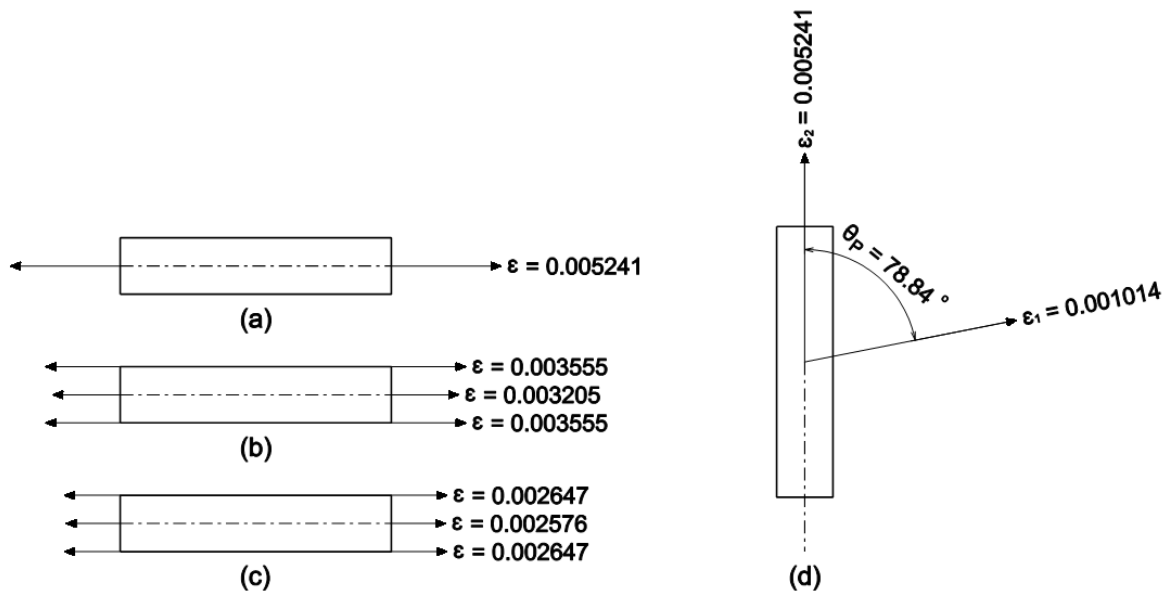 ε = 0.005241
(a)
ε = 0.003555
ε = 0.003205
ε = 0.003555
(b)
ε = 0.002647
ε = 0.002576
ε = 0.002647
(c)
ε₂ = 0.005241
θₚ = 78.84 °
ε₁ = 0.001014
(d)